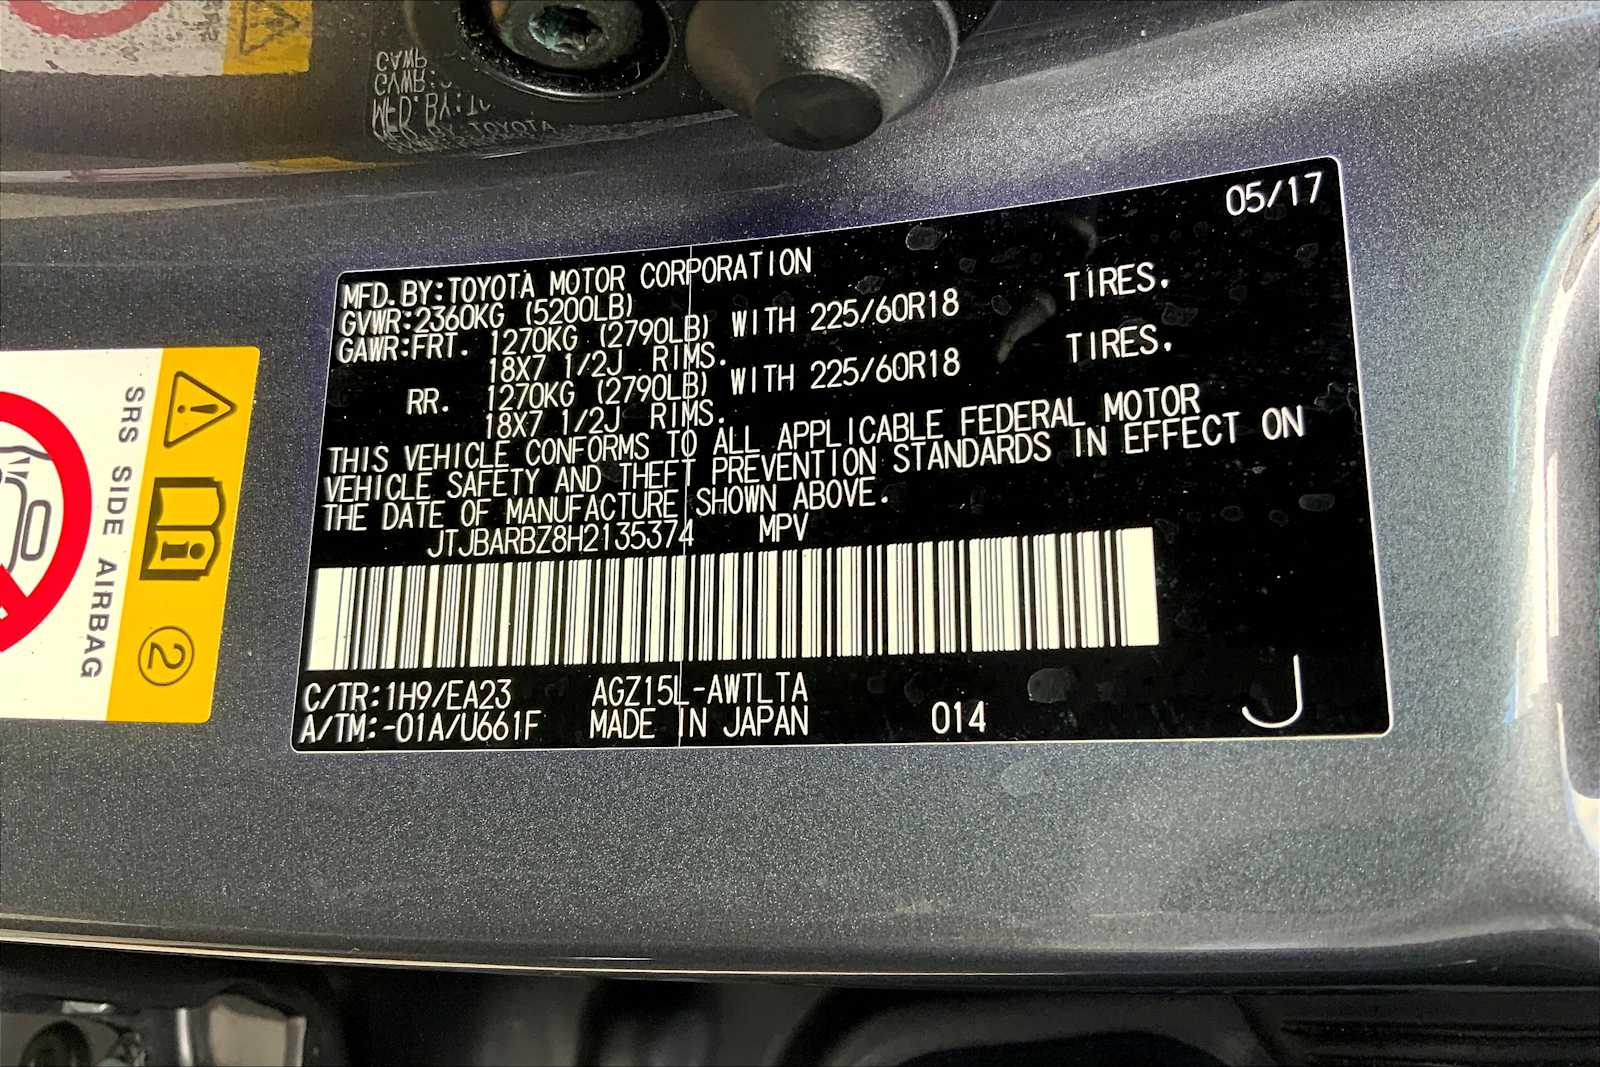 05/17
MFD.BY:TOYOTA MOTOR CORPORATION
GVWR:2360KG (5200LB)
GAWR:FRT. 1270KG (2790LB) WITH 225/60R18 TIRES.
18X7 1/2J RIMS.
RR. 1270KG (2790LB) WITH 225/60R18 TIRES.
18X7 1/2J RIMS.
THIS VEHICLE CONFORMS TO ALL APPLICABLE FEDERAL MOTOR
VEHICLE SAFETY AND THEFT PREVENTION STANDARDS IN EFFECT ON
THE DATE OF MANUFACTURE SHOWN ABOVE.
JTJBARBZ8H2135374 MPV
C/TR:1H9/EA23 AGZ15L-AWTLTA
A/TM:-01A/U661F MADE IN JAPAN 014 J
SRS SIDE AIRBAG
2